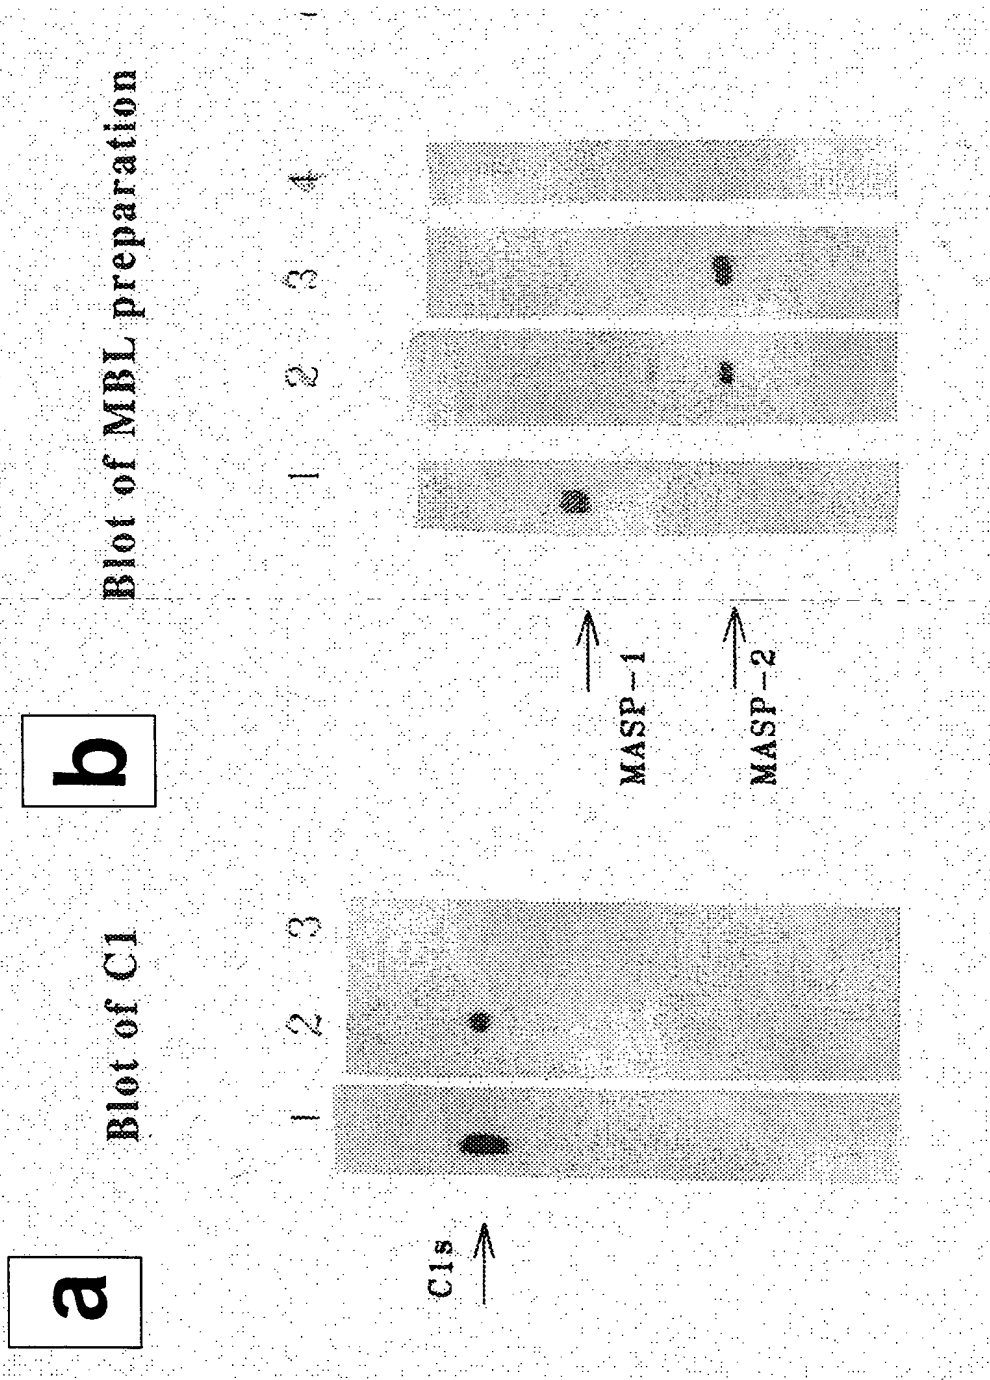 a
Blot of C1
1 2 3
C1s
b
Blot of MBL preparation
1 2 3 4
MASP-1
MASP-2